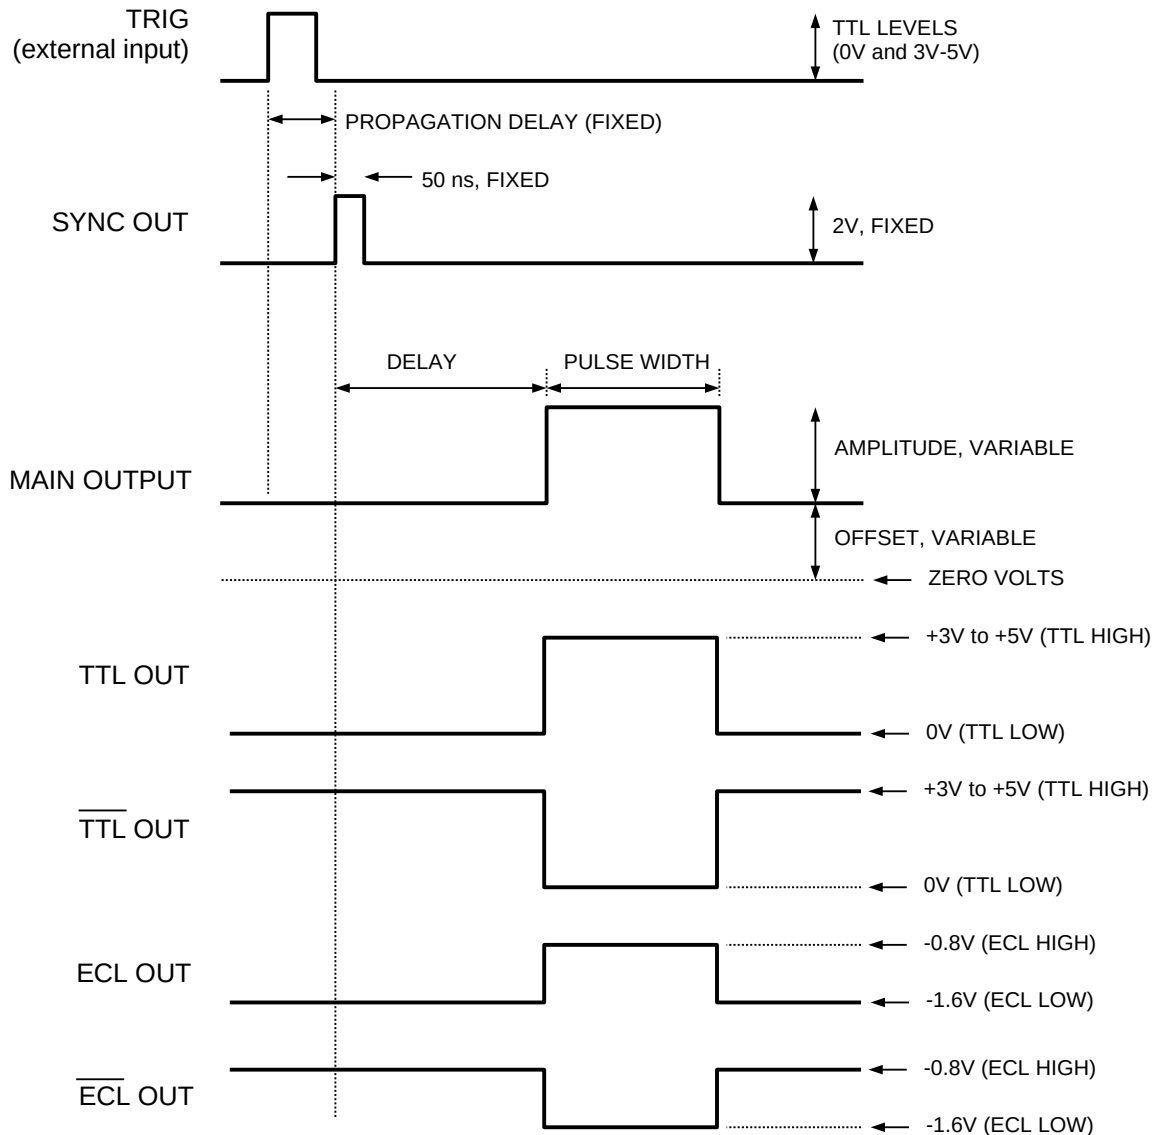 TRIG
(external input)
TTL LEVELS
(0V and 3V-5V)
PROPAGATION DELAY (FIXED)
50 ns, FIXED
SYNC OUT
2V, FIXED
DELAY
PULSE WIDTH
AMPLITUDE, VARIABLE
MAIN OUTPUT
OFFSET, VARIABLE
ZERO VOLTS
+3V to +5V (TTL HIGH)
TTL OUT
0V (TTL LOW)
+3V to +5V (TTL HIGH)
T̅T̅L̅ OUT
0V (TTL LOW)
-0.8V (ECL HIGH)
ECL OUT
-1.6V (ECL LOW)
-0.8V (ECL HIGH)
E̅C̅L̅ OUT
-1.6V (ECL LOW)